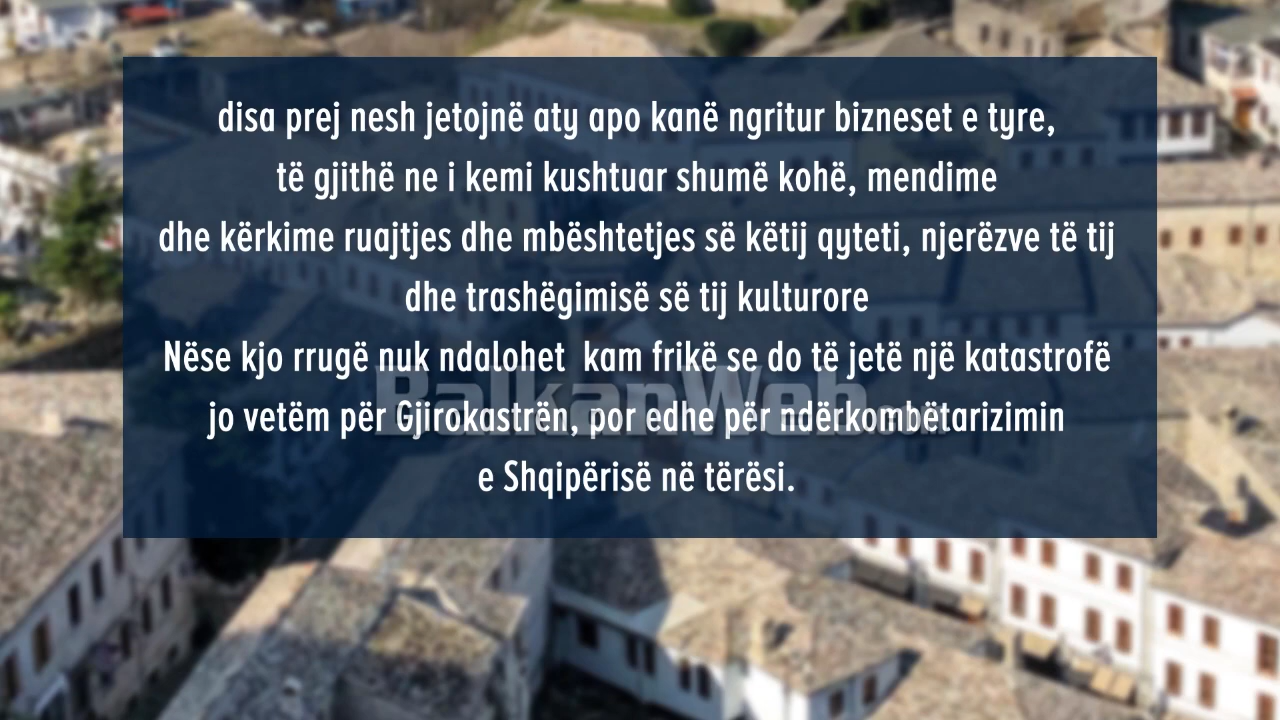 disa prej nesh jetojnë aty apo kanë ngritur bizneset e tyre,
të gjithë ne i kemi kushtuar shumë kohë, mendime
dhe kërkime ruajtjes dhe mbështetjes së këtij qyteti, njerëzve të tij
dhe trashëgimisë së tij kulturore
Nëse kjo rrugë nuk ndalohet  kam frikë se do të jetë një katastrofë
BalkanWeb.com
jo vetëm për Gjirokastrën, por edhe për ndërkombëtarizimin
e Shqipërisë në tërësi.